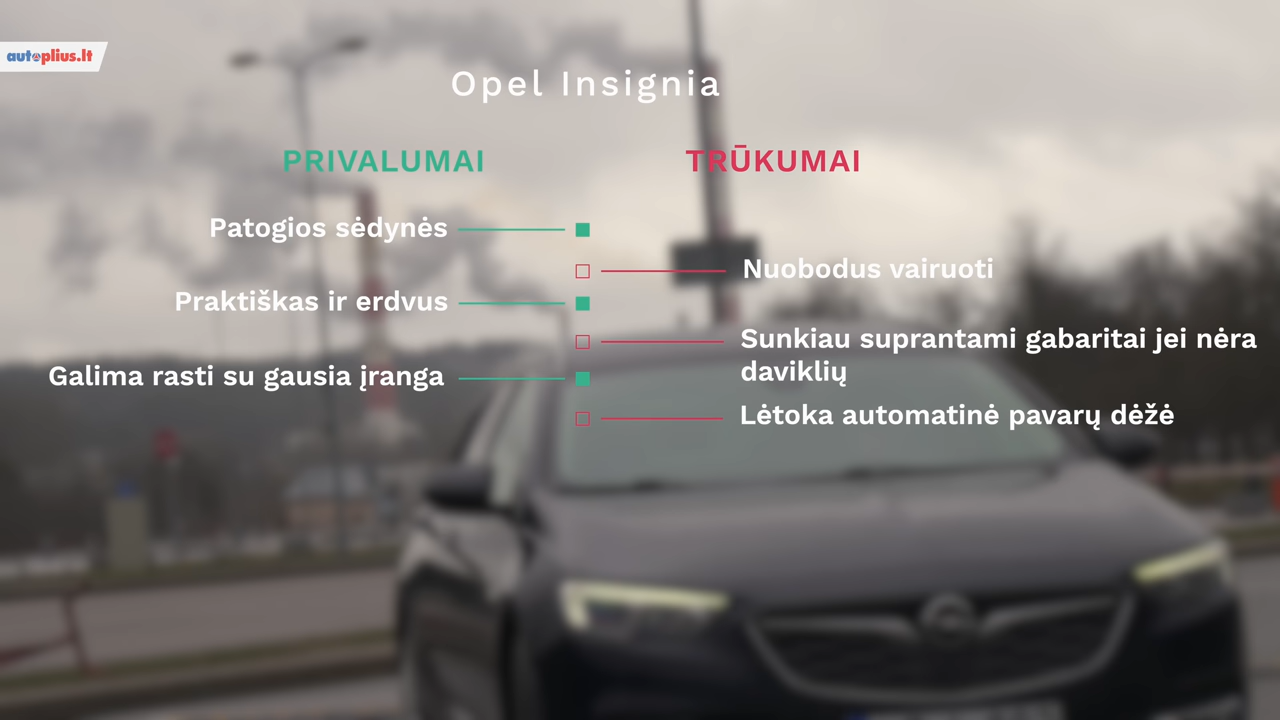 autoplius.lt
Opel Insignia
PRIVALUMAI
TRŪKUMAI
Patogios sėdynės
Nuobodus vairuoti
Praktiškas ir erdvus
Sunkiau suprantami gabaritai jei nėra
daviklių
Galima rasti su gausia įranga
Lėtoka automatinė pavarų dėžė